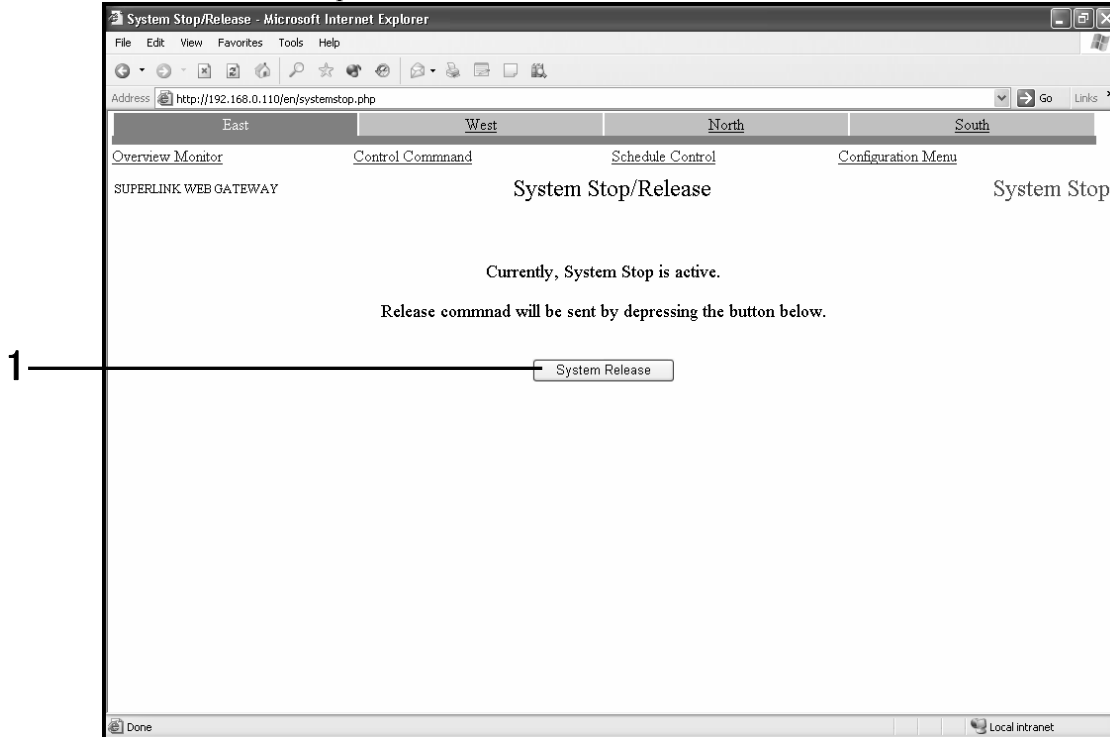 System Stop/Release - Microsoft Internet Explorer
File Edit View Favorites Tools Help
Address http://192.168.0.110/en/systemstop.php Go Links
East West North South
Overview Monitor Control Commnand Schedule Control Configuration Menu
SUPERLINK WEB GATEWAY System Stop/Release System Stop
Currently, System Stop is active.
Release commnad will be sent by depressing the button below.
1 System Release
Done Local intranet